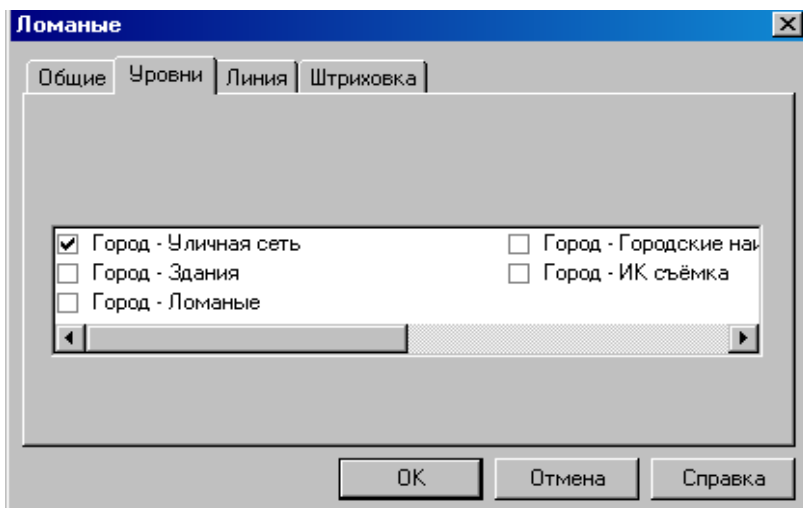 Ломаные
Общие Уровни Линия Штриховка
Город - Уличная сеть
Город - Здания
Город - Ломаные
Город - Городские наи
Город - ИК съёмка
OK Отмена Справка